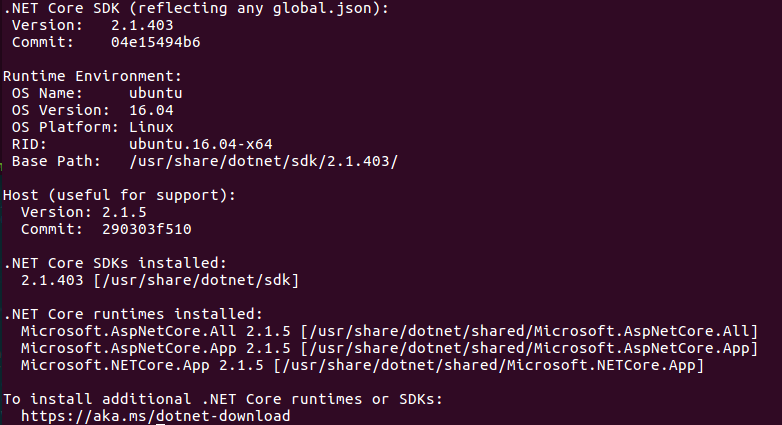 .NET Core SDK (reflecting any global.json):
 Version:   2.1.403
 Commit:    04e15494b6

Runtime Environment:
 OS Name:     ubuntu
 OS Version:  16.04
 OS Platform: Linux
 RID:         ubuntu.16.04-x64
 Base Path:   /usr/share/dotnet/sdk/2.1.403/

Host (useful for support):
  Version: 2.1.5
  Commit:  290303f510

.NET Core SDKs installed:
  2.1.403 [/usr/share/dotnet/sdk]

.NET Core runtimes installed:
  Microsoft.AspNetCore.All 2.1.5 [/usr/share/dotnet/shared/Microsoft.AspNetCore.All]
  Microsoft.AspNetCore.App 2.1.5 [/usr/share/dotnet/shared/Microsoft.AspNetCore.App]
  Microsoft.NETCore.App 2.1.5 [/usr/share/dotnet/shared/Microsoft.NETCore.App]

To install additional .NET Core runtimes or SDKs:
  https://aka.ms/dotnet-download